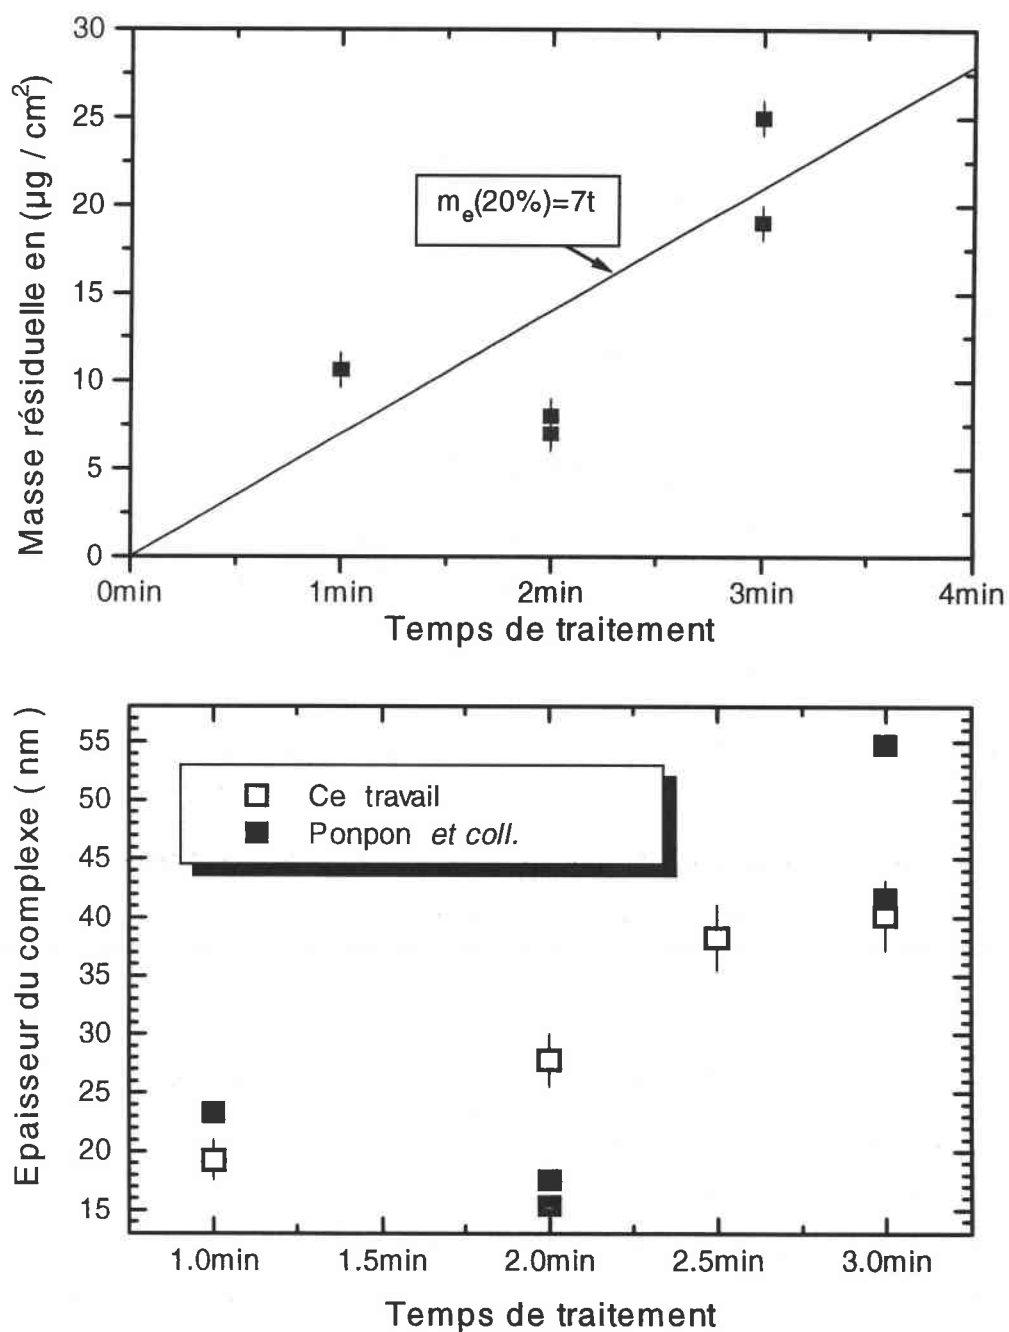 Masse résiduelle en (µg / cm²)
30
25
20
15
10
5
0
mₑ(20%)=7t
0min 1min 2min 3min 4min
Temps de traitement
Epaisseur du complexe ( nm )
55
50
45
40
35
30
25
20
15
Ce travail
Ponpon et coll.
1.0min 1.5min 2.0min 2.5min 3.0min
Temps de traitement